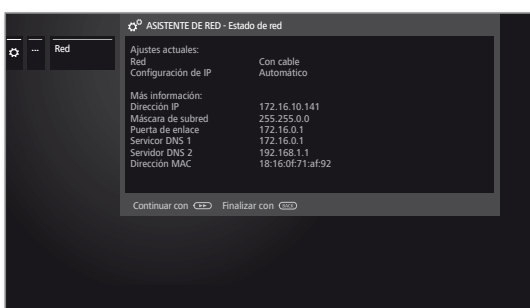 ASISTENTE DE RED - Estado de red
... Red
Ajustes actuales:
Red Con cable
Configuración de IP Automático
Más información:
Dirección IP 172.16.10.141
Máscara de subred 255.255.0.0
Puerta de enlace 172.16.0.1
Servicor DNS 1 172.16.0.1
Servidor DNS 2 192.168.1.1
Dirección MAC 18:16:0f:71:af:92
Continuar con Finalizar con BACK